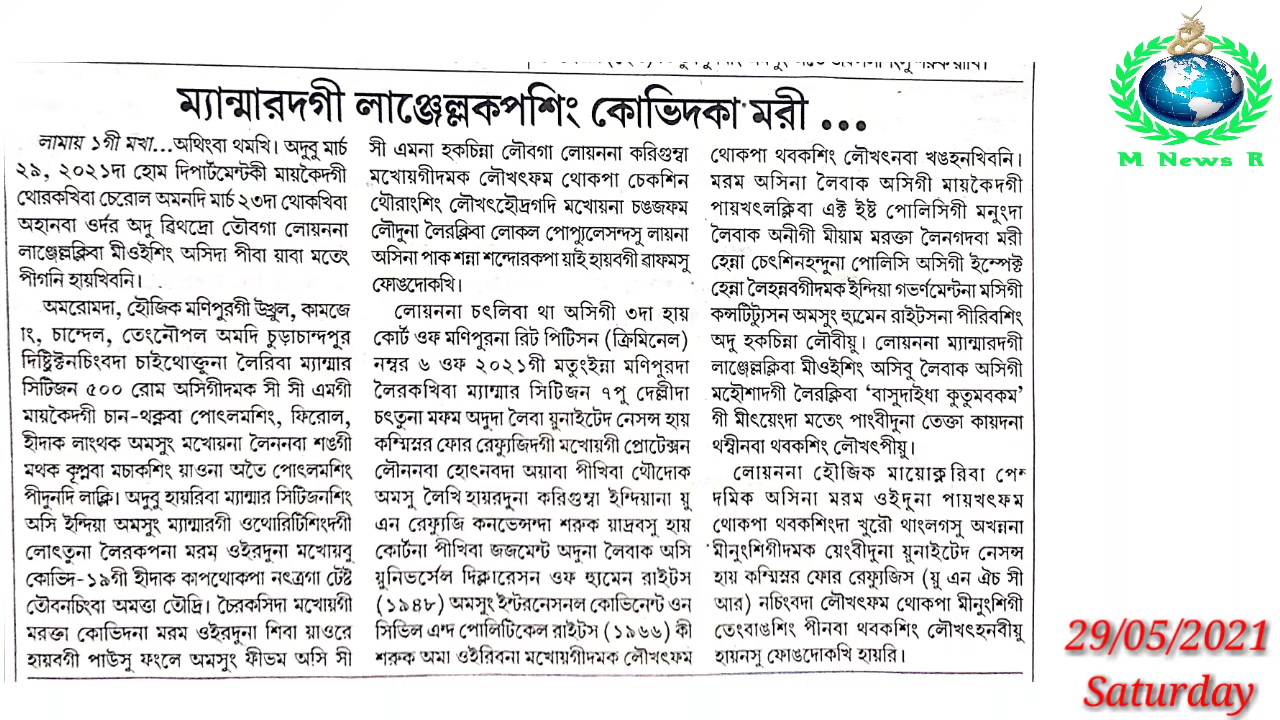 ম্যান্মারদগী লাঞ্জেল্লকপশিং কোভিদকা মরী ...
লামায় ১গী মখা...অথিংবা থমখি। অদুবু মার্চ
২৯, ২০২১দা হোম দিপার্টমেন্টকী মায়কৈদগী
থোরকখিবা চেরোল অমনদি মার্চ ২৩দা থোকখিবা
অহানবা ওর্দর অদু ৱিথদ্রো তৌবগা লোয়ননা
লাঞ্জেল্লক্লিবা মীওইশিং অসিদা পীবা য়াবা মতেং
পীগনি হায়খিবনি।
অমরোমদা, হৌজিক মণিপুরগী উখ্রুল, কামজো
ং, চান্দেল, তেংনৌপল অমদি চুড়াচান্দপুর
দিষ্ট্রিক্টনচিংবদা চাইথোক্তুনা লৈরিবা ম্যান্মার
সিটিজন ৫০০ রোম অসিগীদমক সী সী এমগী
মায়কৈদগী চান-থক্নবা পোৎলমশিং, ফিরোল,
হীদাক লাংথক অমসুং মখোয়না লৈননবা শঙগী
মথক কূপ্নবা মচাকশিং য়াওনা অতৈ পোৎলমশিং
পীদুনদি লাক্লি। অদুবু হায়রিবা ম্যান্মার সিটিজনশিং
অসি ইন্দিয়া অমসুং ম্যান্মারগী ওথোরিটিশিংদগী
লোৎতুনা লৈরকপনা মরম ওইরদুনা মখোয়বু
কোভিদ-১৯গী হীদাক কাপথোকপা নৎত্রগা টেষ্ট
তৌবনচিংবা অমত্তা তৌদ্রি। চৈরকসিদা মখোয়গী
মরক্তা কোভিদনা মরম ওইরদুনা শিবা য়াওরে
হায়বগী পাউসু ফংলে অমসুং ফীভম অসি সী
সী এমনা হকচিন্না লৌবগা লোয়ননা করিগুম্বা
মখোয়গীদমক লৌখৎফম থোকপা চেকশিন
থৌরাংশিং লৌখৎহৌদ্রগদি মখোয়না চঙজফম
লৌদুনা লৈরক্লিবা লোকল পোপ্যুলেসন্দসু লায়না
অসিনা পাক শন্না শন্দোরকপা য়াই হায়বগী ৱাফমসু
ফোঙদোকখি।
লোয়ননা চৎলিবা থা অসিগী ৩দা হায়
কোর্ট ওফ মণিপুরনা রিট পিটিসন (ক্রিমিনেল)
নম্বর ৬ ওফ ২০২১গী মতুংইন্না মণিপুরদা
লৈরকখিবা ম্যান্মার সিটিজন ৭পু দেল্লীদা
চৎতুনা মফম অদুদা লৈবা য়ুনাইটেদ নেসন্স হায়
কম্মিস্নর ফোর রেফ্যুজিদগী মখোয়গী প্রোটেক্সন
লৌননবা হোৎনবদা অয়াবা পীখিবা থৌদোক
অমসু লৈখি হায়রদুনা করিগুম্বা ইন্দিয়ানা য়ু
এন রেফ্যুজি কনভেন্সন্দা শরুক য়াদ্রবসু হায়
কোর্টনা পীখিবা জজমেন্ট অদুনা লৈবাক অসি
য়ুনিভর্সেল দিক্লারেসন ওফ হ্যুমেন রাইটস
(১৯৪৮) অমসুং ইন্টরনেসনল কোভিনেন্ট ওন
সিভিল এন্দ পোলিটিকেল রাইটস (১৯৬৬) কী
শরুক অমা ওইরিবনা মখোয়গীদমক লৌখৎফম
থোকপা থবকশিং লৌখৎনবা খঙহনখিবনি।
মরম অসিনা লৈবাক অসিগী মায়কৈদগী
পায়খৎলক্লিবা এক্ট ইষ্ট পোলিসিগী মনুংদা
লৈবাক অনীগী মীয়াম মরক্তা লৈনগদবা মরী
হেন্না চেৎশিনহন্দুনা পোলিসি অসিগী ইম্পেক্ট
হেন্না লৈহন্নবগীদমক ইন্দিয়া গভর্ণমেন্টনা মসিগী
কন্সটিট্যুসন অমসুং হ্যুমেন রাইটসনা পীরিবশিং
অদু হকচিন্না লৌবীয়ু। লোয়ননা ম্যান্মারদগী
লাঞ্জেল্লক্লিবা মীওইশিং অসিবু লৈবাক অসিগী
মহৌশাদগী লৈরক্লিবা ‘বাসুদাইধা কুতুমবকম’
গী মীৎয়েংদা মতেং পাংবীদুনা তেক্তা কায়দনা
থম্বীনবা থবকশিং লৌখৎপীয়ু।
লোয়ননা হৌজিক মায়োক্নরিবা পেন্
দমিক অসিনা মরম ওইদুনা পায়খৎফম
থোকপা থবকশিংদা খুরৌ থাংলগসু অখন্ননা
মীনুংশিগীদমক য়েংবীদুনা য়ুনাইটেদ নেসন্স
হায় কম্মিস্নর ফোর রেফ্যুজিস (য়ু এন ঐচ সী
আর) নচিংবদা লৌখৎফম থোকপা মীনুংশিগী
তেংবাঙশিং পীনবা থবকশিং লৌখৎহনবীয়ু
হায়নসু ফোঙদোকখি হায়রি।
M News R
29/05/2021
Saturday